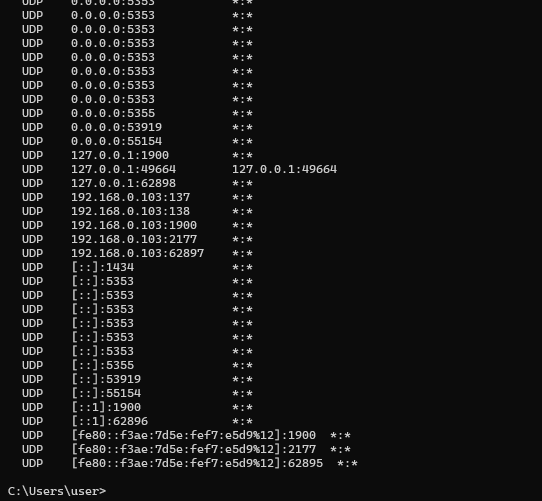 UDP    0.0.0.0:5353           *:*
UDP    0.0.0.0:5353           *:*
UDP    0.0.0.0:5353           *:*
UDP    0.0.0.0:5353           *:*
UDP    0.0.0.0:5353           *:*
UDP    0.0.0.0:5353           *:*
UDP    0.0.0.0:5353           *:*
UDP    0.0.0.0:5353           *:*
UDP    0.0.0.0:5355           *:*
UDP    0.0.0.0:53919          *:*
UDP    0.0.0.0:55154          *:*
UDP    127.0.0.1:1900         *:*
UDP    127.0.0.1:49664        127.0.0.1:49664
UDP    127.0.0.1:62898        *:*
UDP    192.168.0.103:137      *:*
UDP    192.168.0.103:138      *:*
UDP    192.168.0.103:1900     *:*
UDP    192.168.0.103:2177     *:*
UDP    192.168.0.103:62897    *:*
UDP    [::]:1434              *:*
UDP    [::]:5353              *:*
UDP    [::]:5353              *:*
UDP    [::]:5353              *:*
UDP    [::]:5353              *:*
UDP    [::]:5353              *:*
UDP    [::]:5353              *:*
UDP    [::]:5355              *:*
UDP    [::]:53919             *:*
UDP    [::]:55154             *:*
UDP    [::1]:1900             *:*
UDP    [::1]:62896            *:*
UDP    [fe80::f3ae:7d5e:fef7:e5d9%12]:1900  *:*
UDP    [fe80::f3ae:7d5e:fef7:e5d9%12]:2177  *:*
UDP    [fe80::f3ae:7d5e:fef7:e5d9%12]:62895  *:*
C:\Users\user>